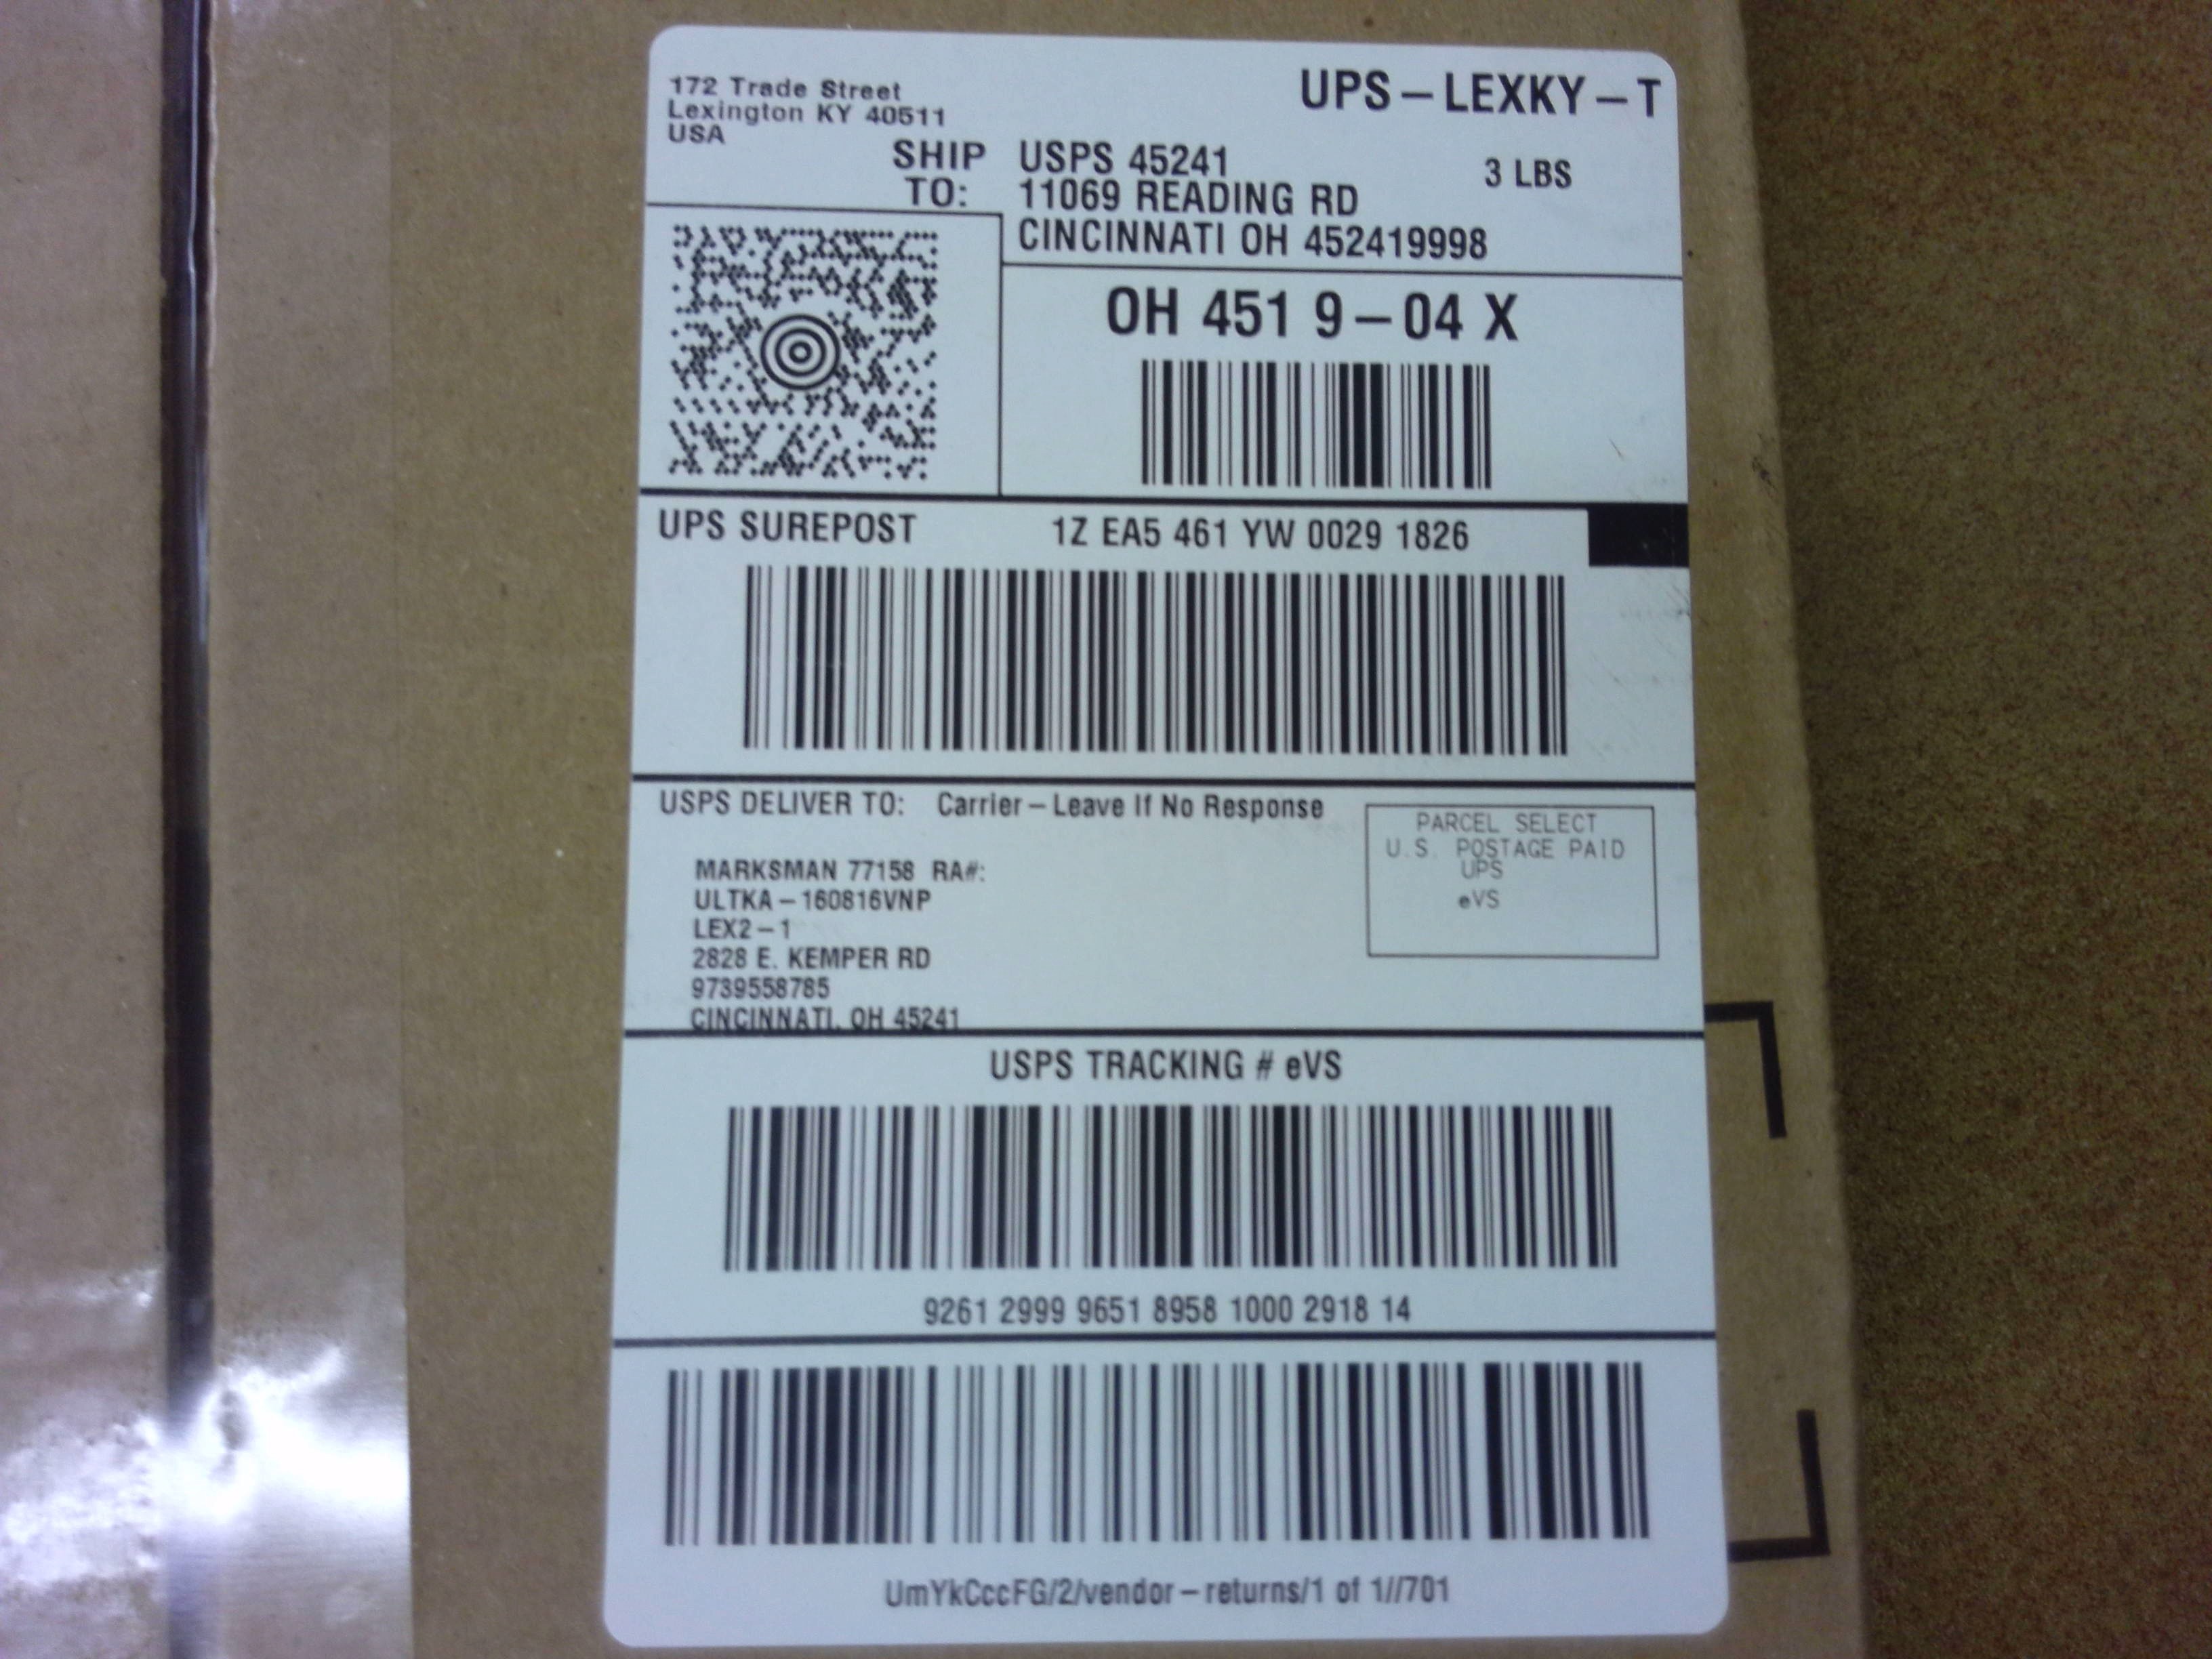 172 Trade Street
Lexington KY 40511
USA
UPS – LEXKY – T
SHIP TO:
USPS 45241
11069 READING RD
CINCINNATI OH 452419998
3 LBS
OH 451 9 – 04 X
UPS SUREPOST
1Z EA5 461 YW 0029 1826
USPS DELIVER TO: Carrier – Leave If No Response
MARKSMAN 77158 RA#:
ULTKA – 160816VNP
LEX2 – 1
2828 E. KEMPER RD
9739558785
CINCINNATI, OH 45241
PARCEL SELECT
U.S. POSTAGE PAID
UPS
eVS
USPS TRACKING # eVS
9261 2999 9651 8958 1000 2918 14
UmYkCccFG/2/vendor – returns/1 of 1//701